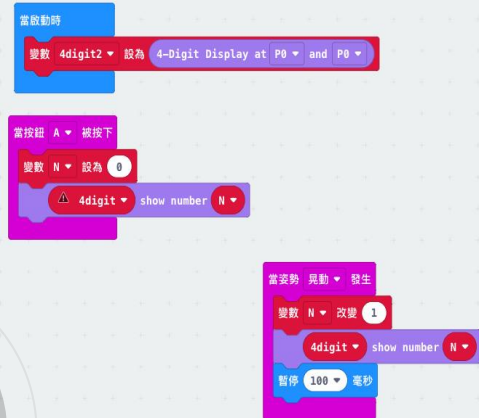 當啟動時
變數 4digit2 設為 4-Digit Display at P0 and P0
當按鈕 A 被按下
變數 N 設為 0
4digit show number N
當姿勢 晃動 發生
變數 N 改變 1
4digit show number N
暫停 100 毫秒